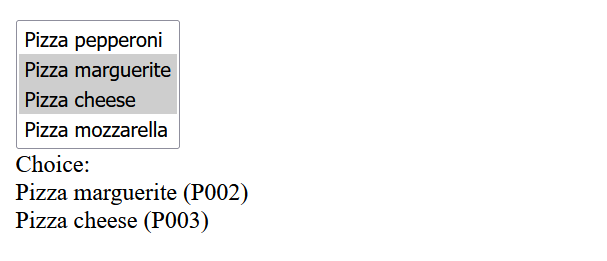 Pizza pepperoni
Pizza marguerite
Pizza cheese
Pizza mozzarella
Choice:
Pizza marguerite (P002)
Pizza cheese (P003)